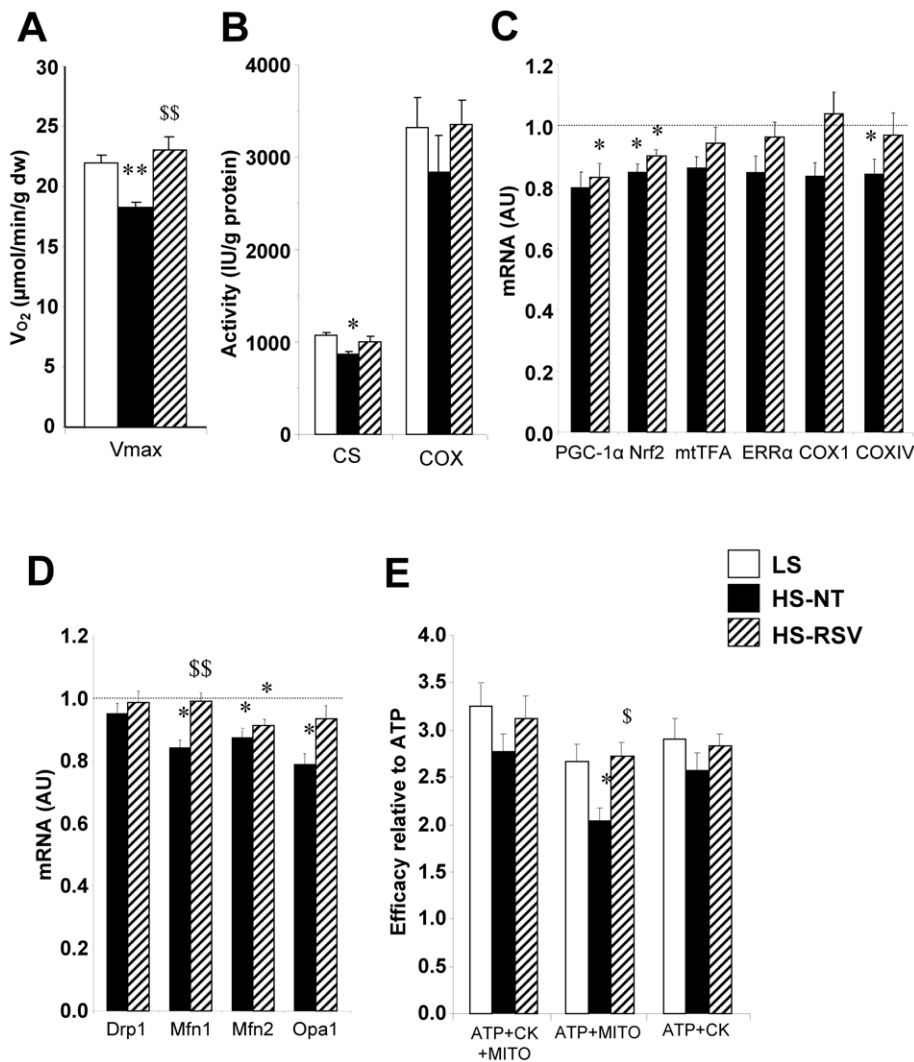 A
30
25
20
15
10
5
0
V_O₂ (µmol/min/g dw)
**
$$
Vmax
B
4000
3000
2000
1000
0
Activity (IU/g protein)
*
CS
COX
C
1.2
1.0
0.8
0.6
0.4
0.2
0.0
mRNA (AU)
*
*
*
*
PGC-1α Nrf2 mtTFA ERRα COX1 COXIV
D
1.2
1.0
0.8
0.6
0.4
0.2
0.0
mRNA (AU)
*
$$
*
*
*
Drp1 Mfn1 Mfn2 Opa1
E
LS
HS-NT
HS-RSV
4.0
3.5
3.0
2.5
2.0
1.5
1.0
0.5
0.0
Efficacy relative to ATP
*
$
ATP+CK
+MITO
ATP+MITO
ATP+CK